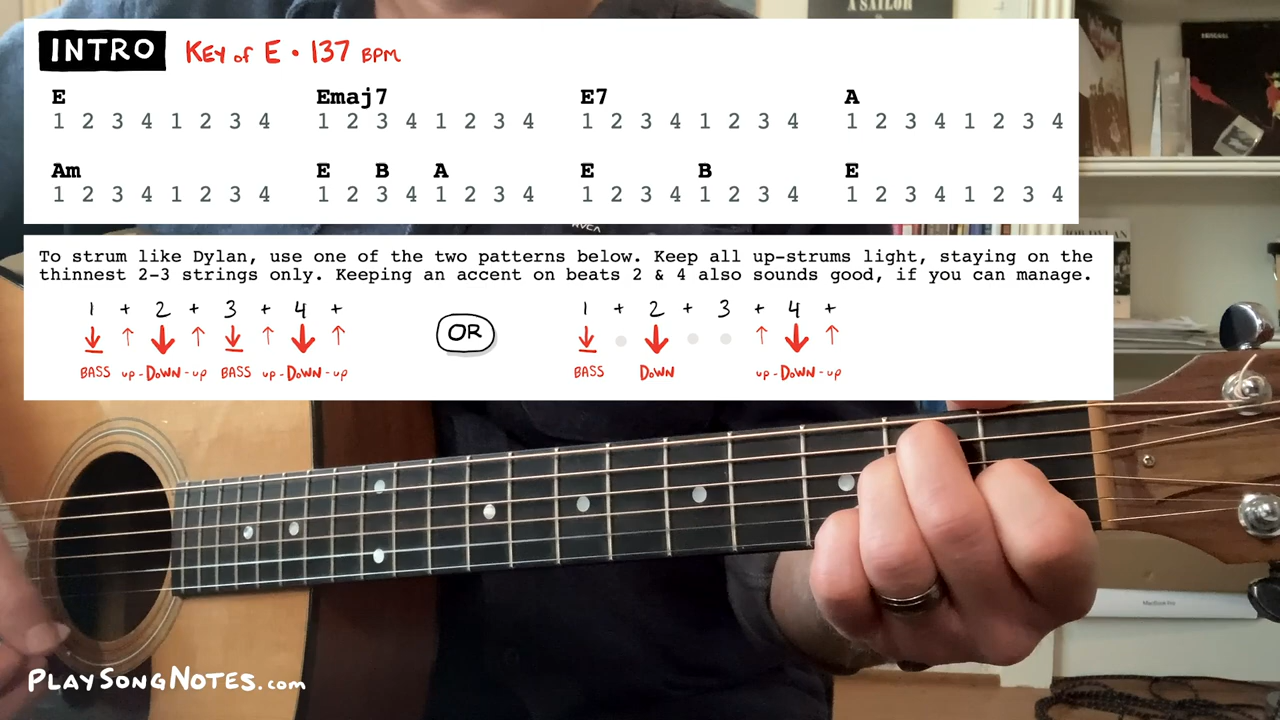 A SAILOR
INTRO KEY of E • 137 BPM
E Emaj7 E7 A
1 2 3 4 1 2 3 4 1 2 3 4 1 2 3 4 1 2 3 4 1 2 3 4 1 2 3 4 1 2 3 4
Am E B A E B E
1 2 3 4 1 2 3 4 1 2 3 4 1 2 3 4 1 2 3 4 1 2 3 4 1 2 3 4 1 2 3 4
RVCA
To strum like Dylan, use one of the two patterns below. Keep all up-strums light, staying on the
thinnest 2-3 strings only. Keeping an accent on beats 2 & 4 also sounds good, if you can manage.
1 + 2 + 3 + 4 + OR 1 + 2 + 3 + 4 +
BASS up-DOWN-up BASS up-DOWN-up BASS DOWN up-DOWN-up
MacBook Pro
PLAYSONGNOTES.com